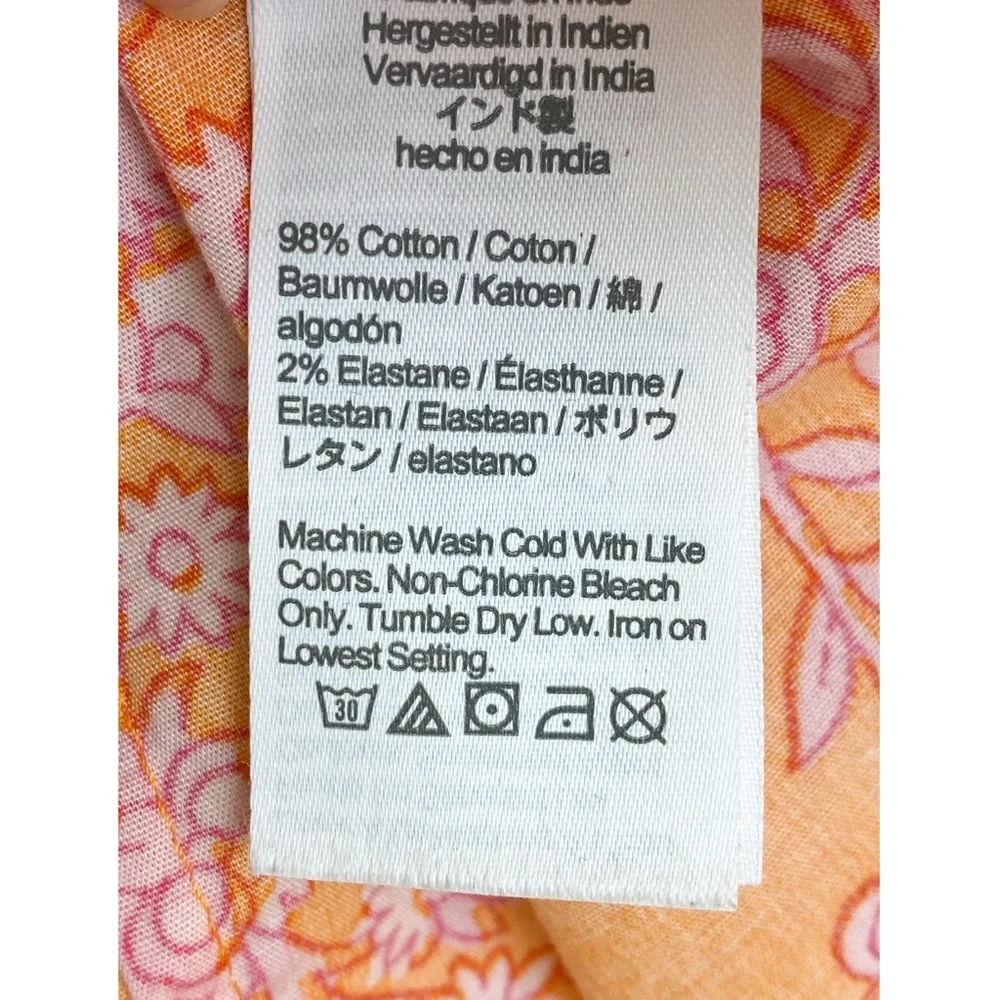 Hergestellt in Indien
Vervaardigd in India
インド製
hecho en india
98% Cotton / Coton /
Baumwolle / Katoen / 綿 /
algodón
2% Elastane / Élasthanne /
Elastan / Elastaan / ポリウ
レタン / elastano
Machine Wash Cold With Like
Colors. Non-Chlorine Bleach
Only. Tumble Dry Low. Iron on
Lowest Setting.
30